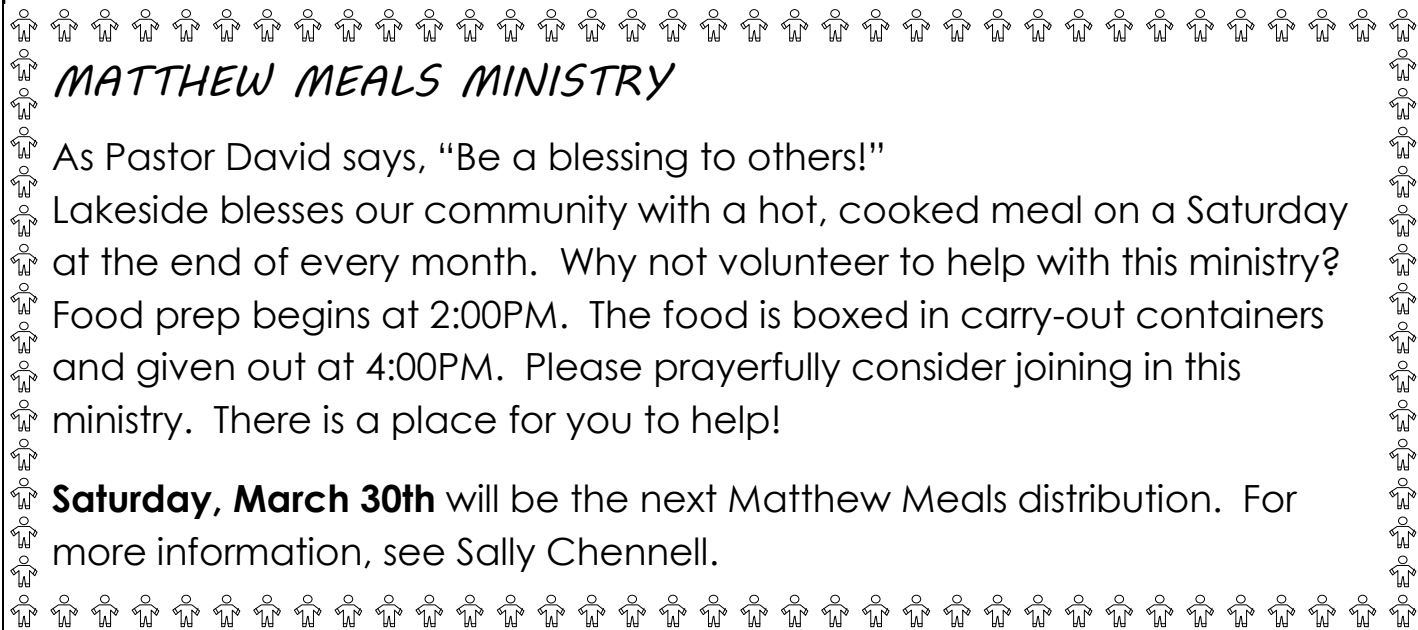 MATTHEW MEALS MINISTRY
As Pastor David says, “Be a blessing to others!”
Lakeside blesses our community with a hot, cooked meal on a Saturday
at the end of every month.  Why not volunteer to help with this ministry?
Food prep begins at 2:00PM.  The food is boxed in carry-out containers
and given out at 4:00PM.  Please prayerfully consider joining in this
ministry.  There is a place for you to help!
Saturday, March 30th will be the next Matthew Meals distribution.  For
more information, see Sally Chennell.